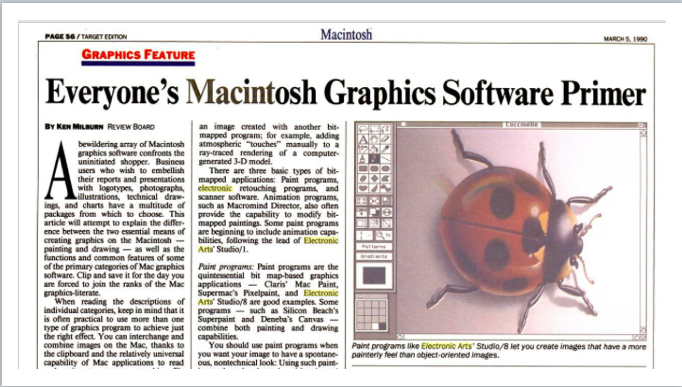 PAGE S6 / TARGET EDITION
Macintosh
MARCH 5, 1990
GRAPHICS FEATURE
Everyone's Macintosh Graphics Software Primer
BY KEN MILBURN REVIEW BOARD
A bewildering array of Macintosh
graphics software confronts the
uninitiated shopper. Business
users who wish to embellish
their reports and presentations
with logotypes, photographs,
illustrations, technical draw-
ings, and charts have a multitude of
packages from which to choose. This
article will attempt to explain the differ-
ence between the two essential means of
creating graphics on the Macintosh —
painting and drawing — as well as the
functions and common features of some
of the primary categories of Mac graphics
software. Clip and save it for the day you
are forced to join the ranks of the Mac
graphics-literate.
When reading the descriptions of
individual categories, keep in mind that it
is often practical to use more than one
type of graphics program to achieve just
the right effect. You can interchange and
combine images on the Mac, thanks to
the clipboard and the relatively universal
capability of Mac applications to read
an image created with another bit-
mapped program; for example, adding
atmospheric "touches" manually to a
ray-traced rendering of a computer-
generated 3-D model.
There are three basic types of bit-
mapped applications: Paint programs,
electronic retouching programs, and
scanner software. Animation programs,
such as Macromind Director, also often
provide the capability to modify bit-
mapped paintings. Some paint programs
are beginning to include animation capa-
bilities, following the lead of Electronic
Arts' Studio/1.
Paint programs: Paint programs are the
quintessential bit map-based graphics
applications — Claris' Mac Paint,
Supermac's Pixelpaint, and Electronic
Arts' Studio/8 are good examples. Some
programs — such as Silicon Beach's
Superpaint and Deneba's Canvas —
combine both painting and drawing
capabilities.
You should use paint programs when
you want your image to have a spontane-
ous, nontechnical look: Using such paint-
Coccinelle
Patterns
Gradients
Paint programs like Electronic Arts' Studio/8 let you create images that have a more
painterly feel than object-oriented images.